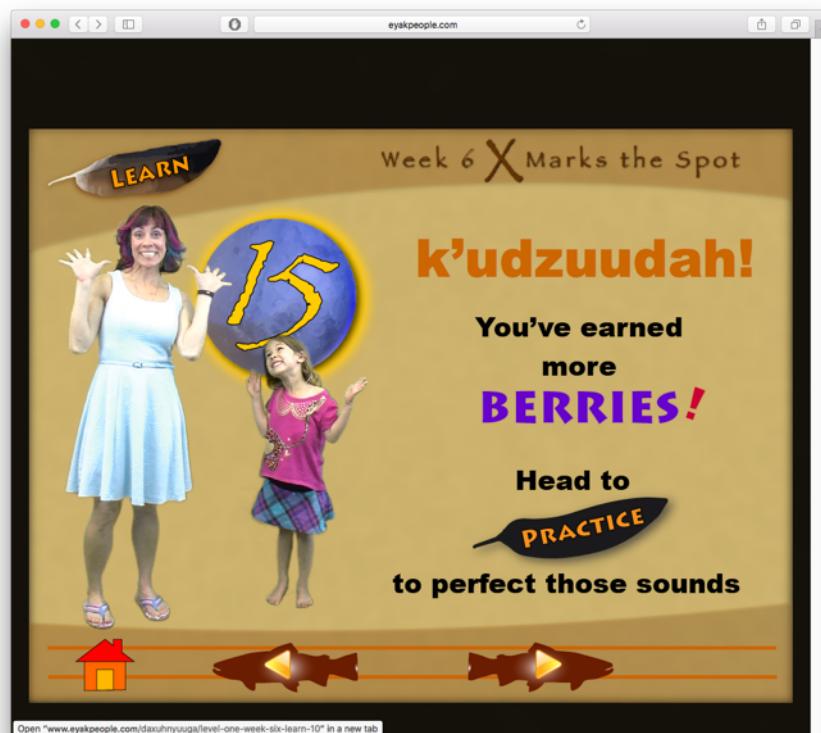 eyakpeople.com
LEARN
Week 6 X Marks the Spot
15
k’udzuudah!
You’ve earned
more
BERRIES!
Head to
PRACTICE
to perfect those sounds
Open "www.eyakpeople.com/daxuhnyuuga/level-one-week-six-learn-10" in a new tab